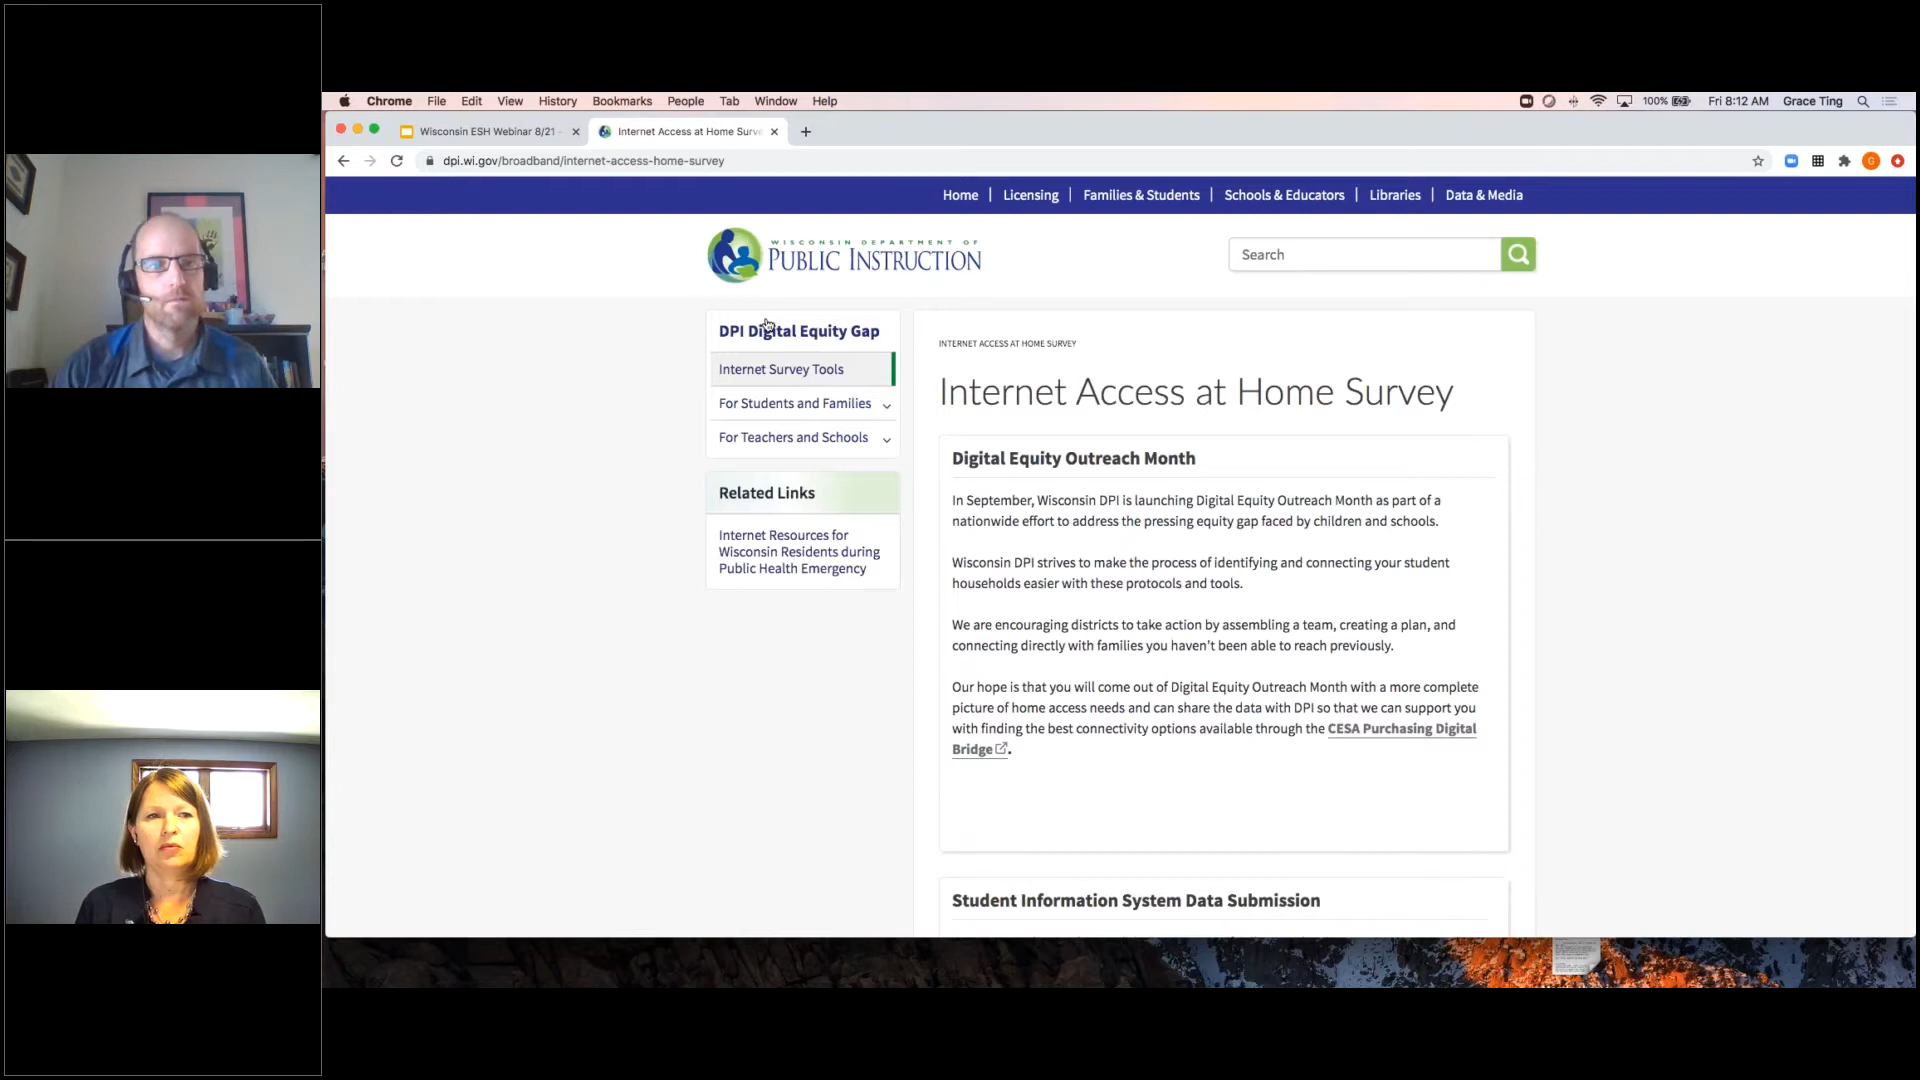 Chrome File Edit View History Bookmarks People Tab Window Help 100% Fri 8:12 AM Grace Ting
Wisconsin ESH Webinar 8/21 - Internet Access at Home Surve
dpi.wi.gov/broadband/internet-access-home-survey
Home | Licensing | Families & Students | Schools & Educators | Libraries | Data & Media
WISCONSIN DEPARTMENT OF
PUBLIC INSTRUCTION
Search
DPI Digital Equity Gap
Internet Survey Tools
For Students and Families
For Teachers and Schools
Related Links
Internet Resources for
Wisconsin Residents during
Public Health Emergency
INTERNET ACCESS AT HOME SURVEY
Internet Access at Home Survey
Digital Equity Outreach Month
In September, Wisconsin DPI is launching Digital Equity Outreach Month as part of a
nationwide effort to address the pressing equity gap faced by children and schools.
Wisconsin DPI strives to make the process of identifying and connecting your student
households easier with these protocols and tools.
We are encouraging districts to take action by assembling a team, creating a plan, and
connecting directly with families you haven't been able to reach previously.
Our hope is that you will come out of Digital Equity Outreach Month with a more complete
picture of home access needs and can share the data with DPI so that we can support you
with finding the best connectivity options available through the CESA Purchasing Digital
Bridge.
Student Information System Data Submission